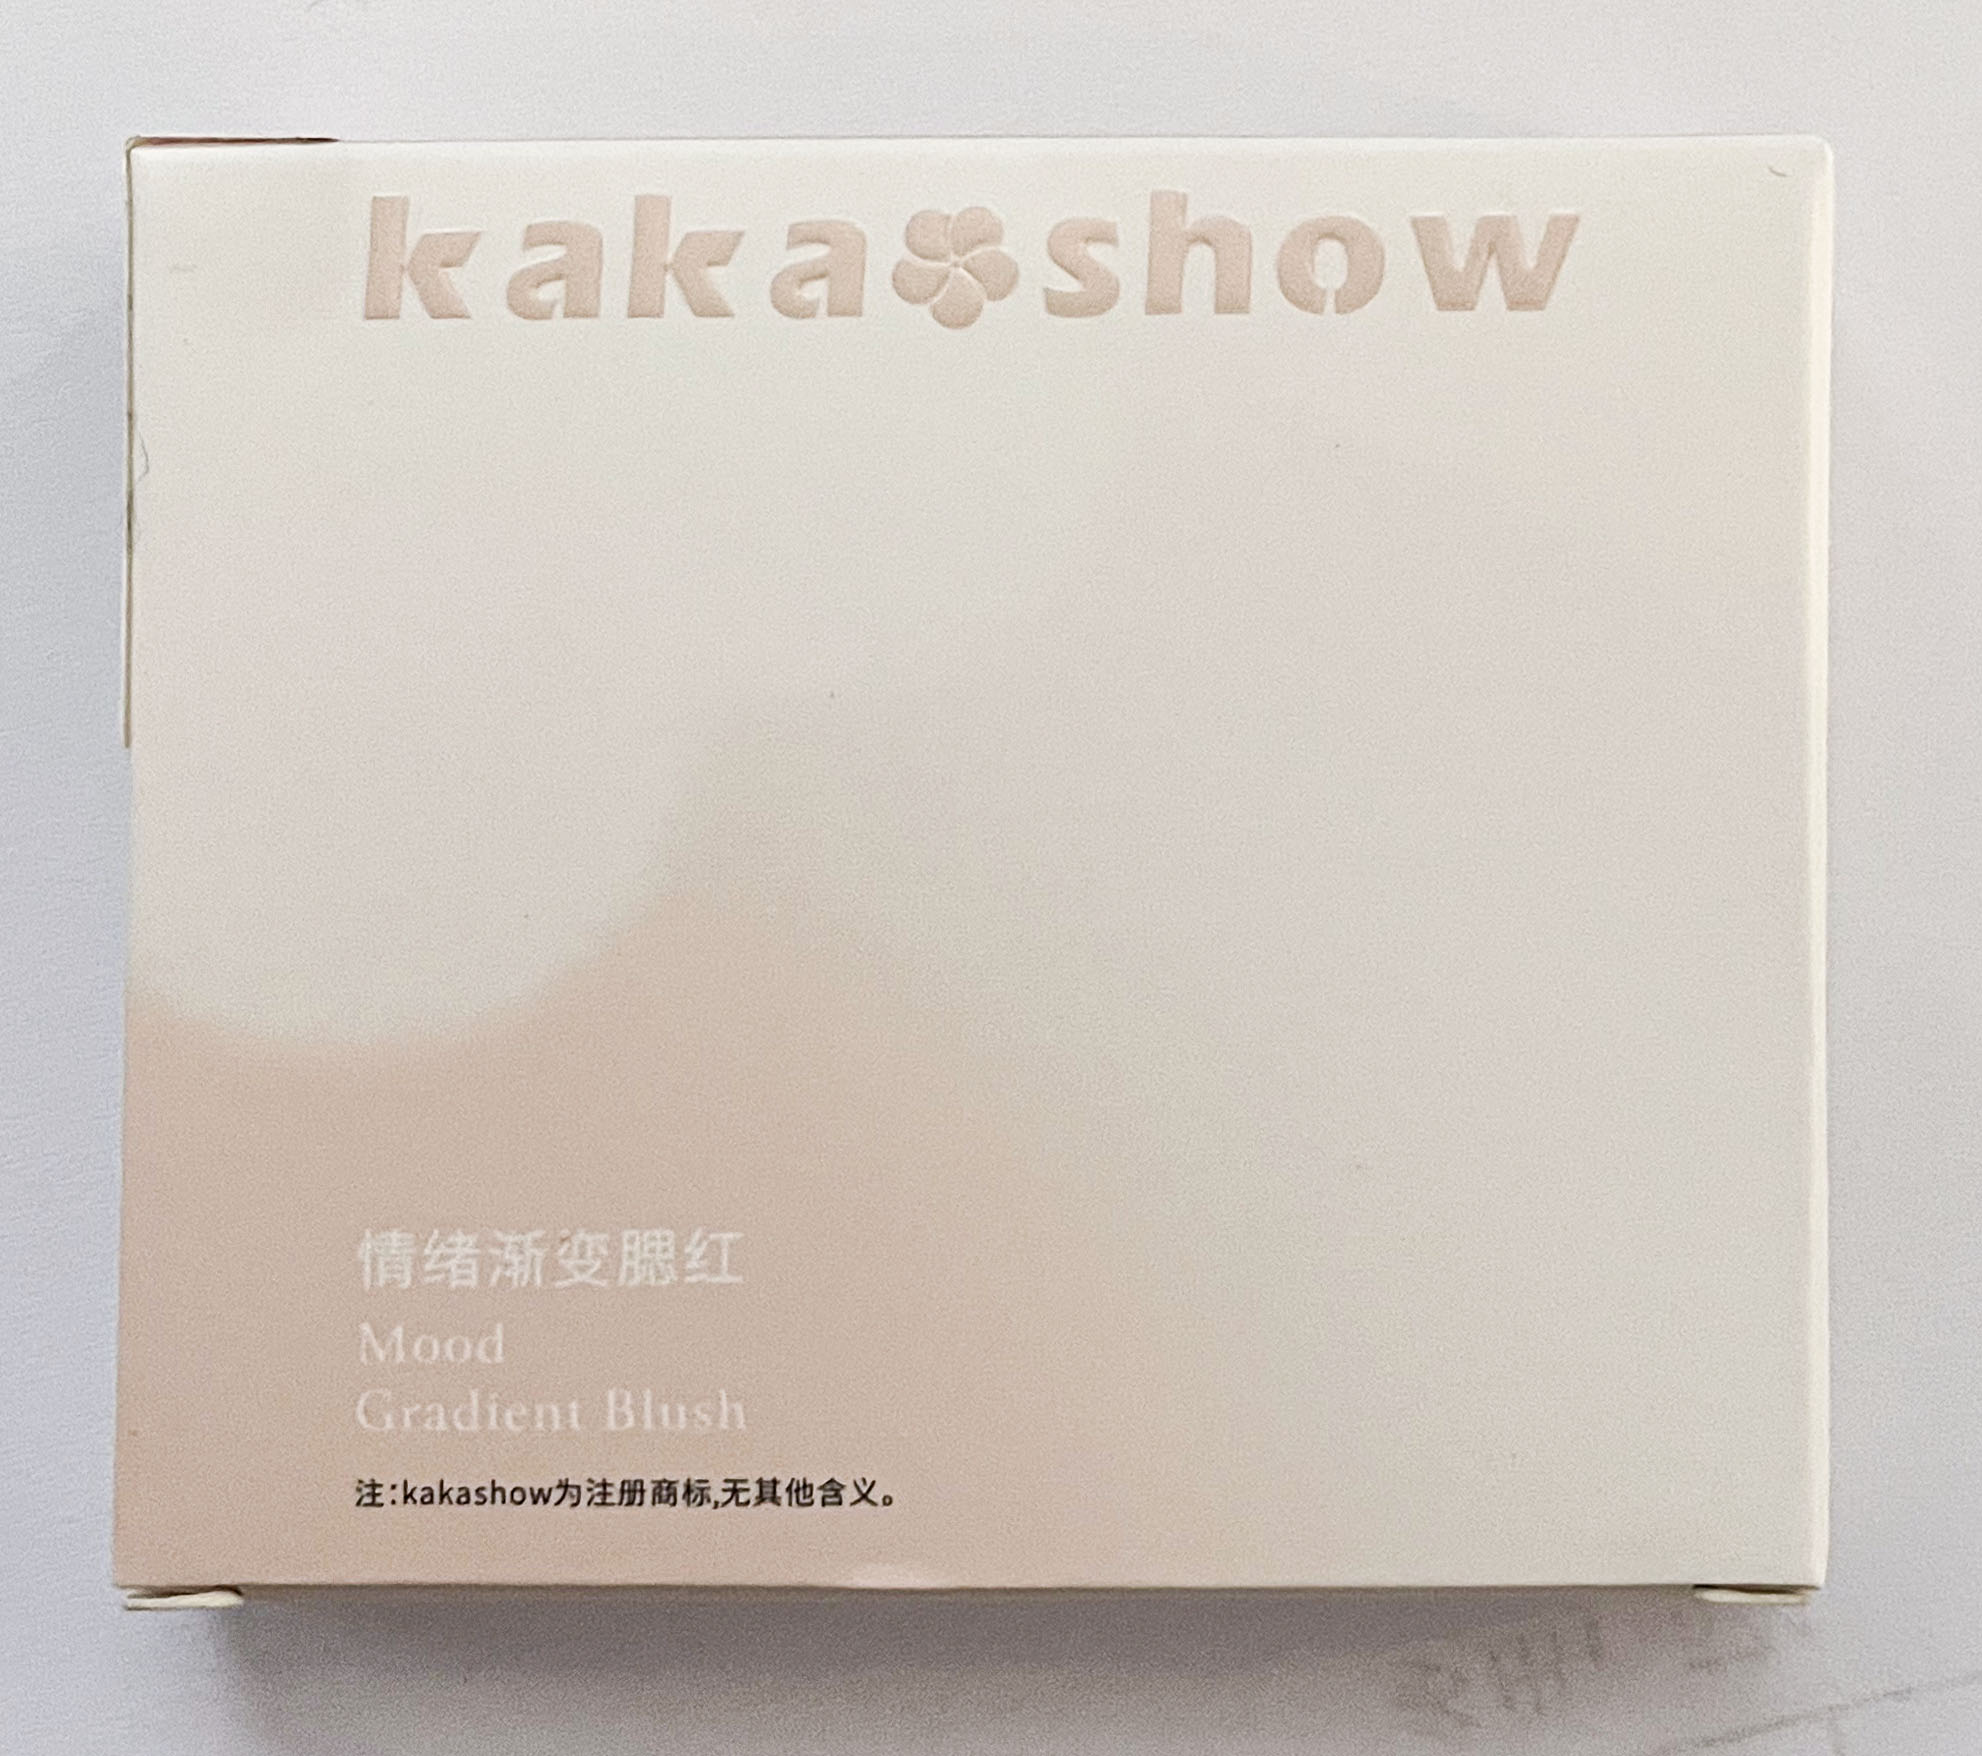 kakashow
情绪渐变腮红
Mood
Gradient Blush
注:kakashow为注册商标,无其他含义。